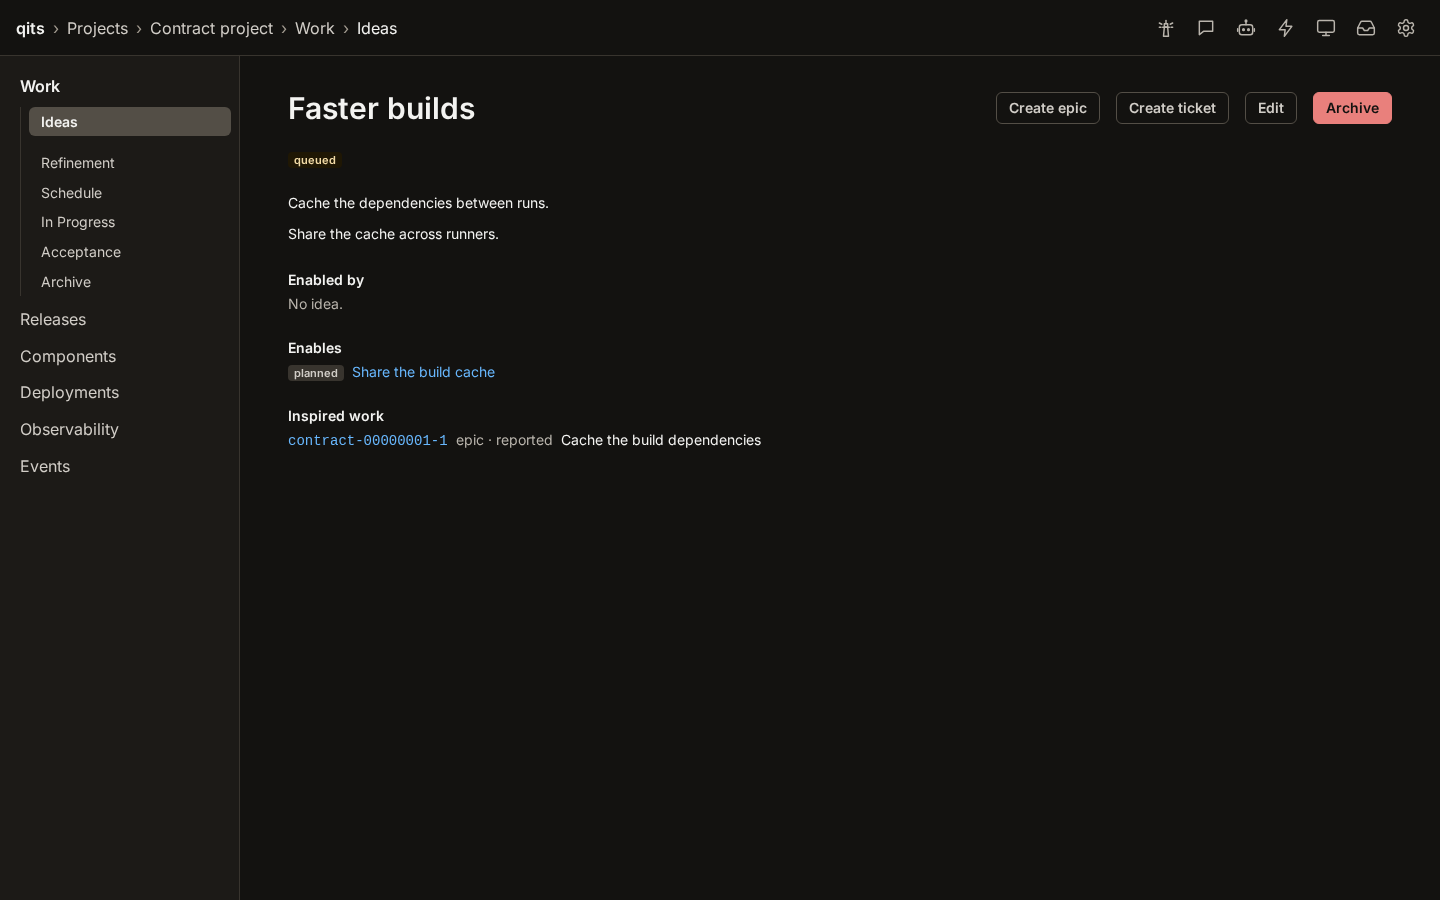 qits › Projects › Contract project › Work › Ideas
Work
Ideas
Refinement
Schedule
In Progress
Acceptance
Archive
Releases
Components
Deployments
Observability
Events
Faster builds
Create epic Create ticket Edit Archive
queued
Cache the dependencies between runs.
Share the cache across runners.
Enabled by
No idea.
Enables
planned Share the build cache
Inspired work
contract-00000001-1 epic · reported Cache the build dependencies